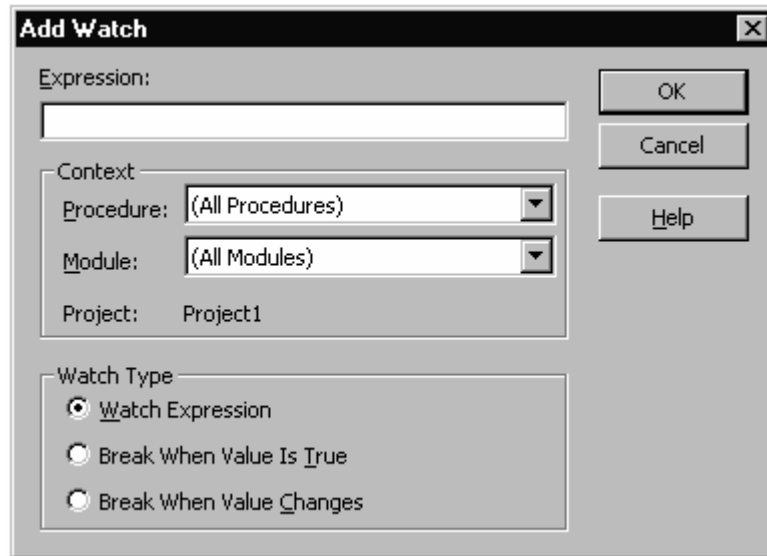 Add Watch
Expression:
OK
Cancel
Help
Context
Procedure: (All Procedures)
Module: (All Modules)
Project: Project1
Watch Type
Watch Expression
Break When Value Is True
Break When Value Changes